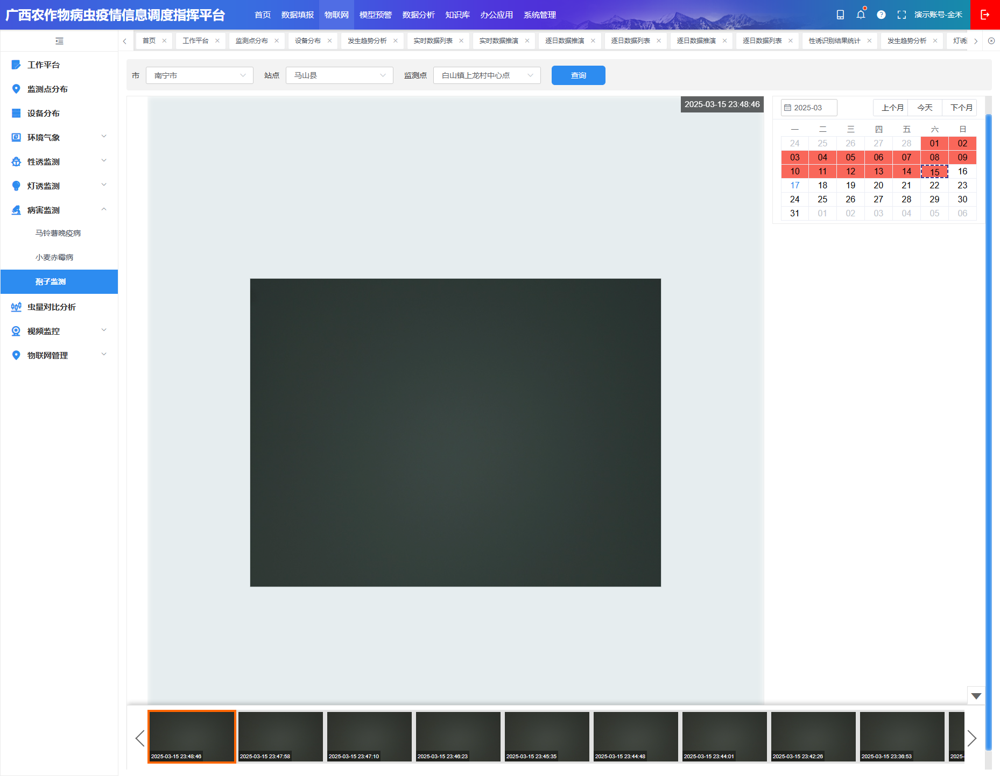 广西农作物病虫疫情信息调度指挥平台
首页 数据填报 物联网 模型预警 数据分析 知识库 办公应用 系统管理
演示账号-金禾
首页 工作平台 监测点分布 设备分布 发生趋势分析 实时数据列表 实时数据推演 逐日数据推演 逐日数据列表 逐日数据推演 逐日数据列表 性诱识别结果统计 发生趋势分析 灯诱
工作平台
监测点分布
设备分布
环境气象
性诱监测
灯诱监测
病害监测
马铃薯晚疫病
小麦赤霉病
孢子监测
虫量对比分析
视频监控
物联网管理
市 南宁市 站点 马山县 监测点 白山镇上龙村中心点 查询
2025-03-15 23:48:46
2025-03 上个月 今天 下个月
一 二 三 四 五 六 日
24 25 26 27 28 01 02
03 04 05 06 07 08 09
10 11 12 13 14 15 16
17 18 19 20 21 22 23
24 25 26 27 28 29 30
31 01 02 03 04 05 06
2025-03-15 23:48:46 2025-03-15 23:47:58 2025-03-15 23:47:10 2025-03-15 23:46:23 2025-03-15 23:45:35 2025-03-15 23:44:48 2025-03-15 23:44:01 2025-03-15 23:42:26 2025-03-15 23:36:53 2025-